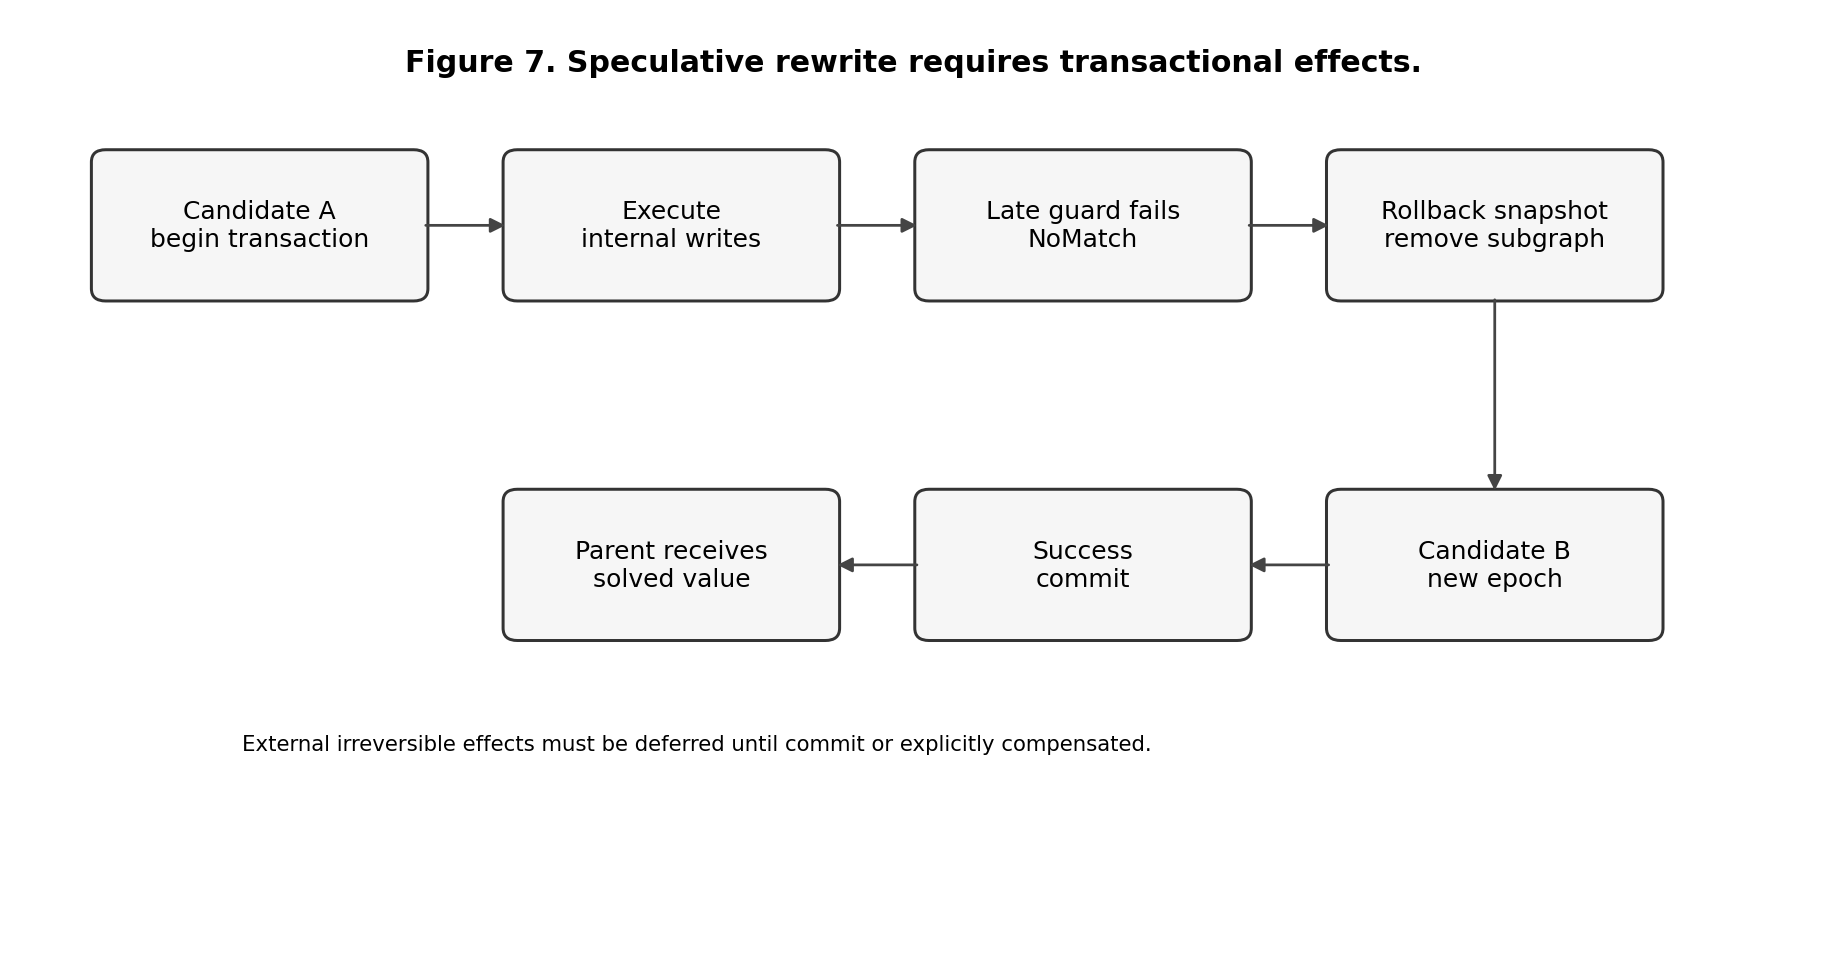 Figure 7. Speculative rewrite requires transactional effects.
Candidate A
begin transaction
Execute
internal writes
Late guard fails
NoMatch
Rollback snapshot
remove subgraph
Parent receives
solved value
Success
commit
Candidate B
new epoch
External irreversible effects must be deferred until commit or explicitly compensated.